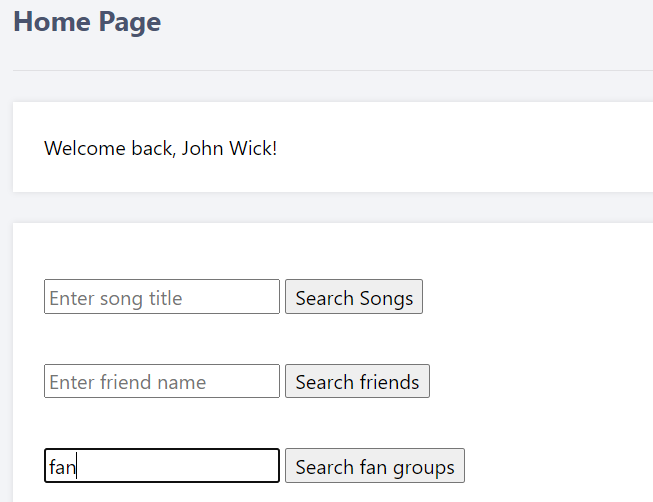 Home Page
Welcome back, John Wick!
Enter song title Search Songs
Enter friend name Search friends
fan Search fan groups